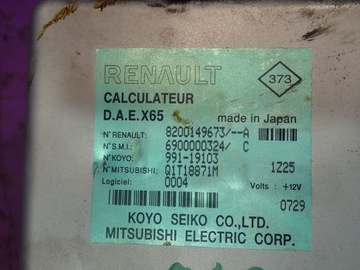 RENAULT
373
CALCULATEUR
D.A.E.X65
made in Japan
N°RENAULT: 8200149673/--A
N°S.M.I.: 6900000324/ C
N°KOYO: 991-19103
1Z25
N°MITSUBISHI: Q1T18871M
Logiciel: 0004
Volts : +12V
0729
KOYO SEIKO CO.,LTD.
MITSUBISHI ELECTRIC CORP.